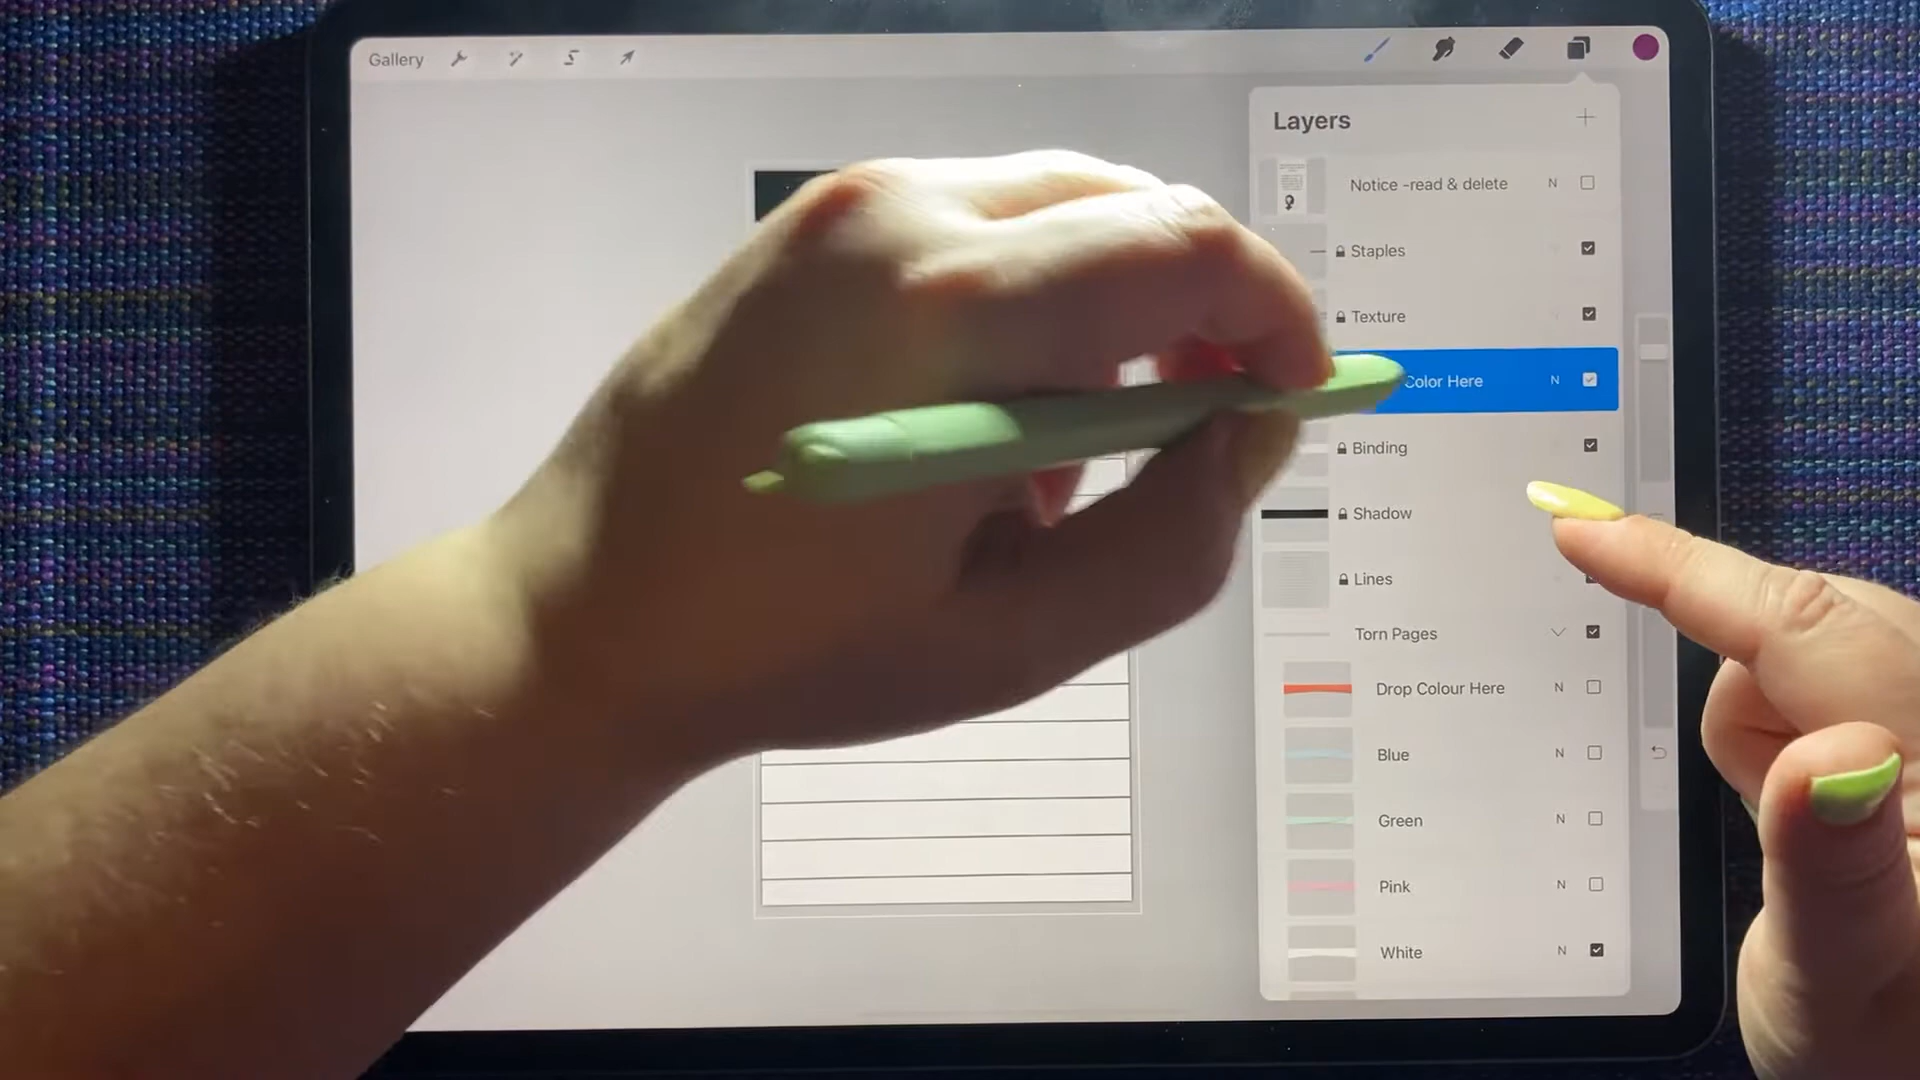 Gallery
Layers
Notice -read & delete N
Staples
Texture
Color Here N
Binding
Shadow
Lines
Torn Pages
Drop Colour Here N
Blue N
Green N
Pink N
White N